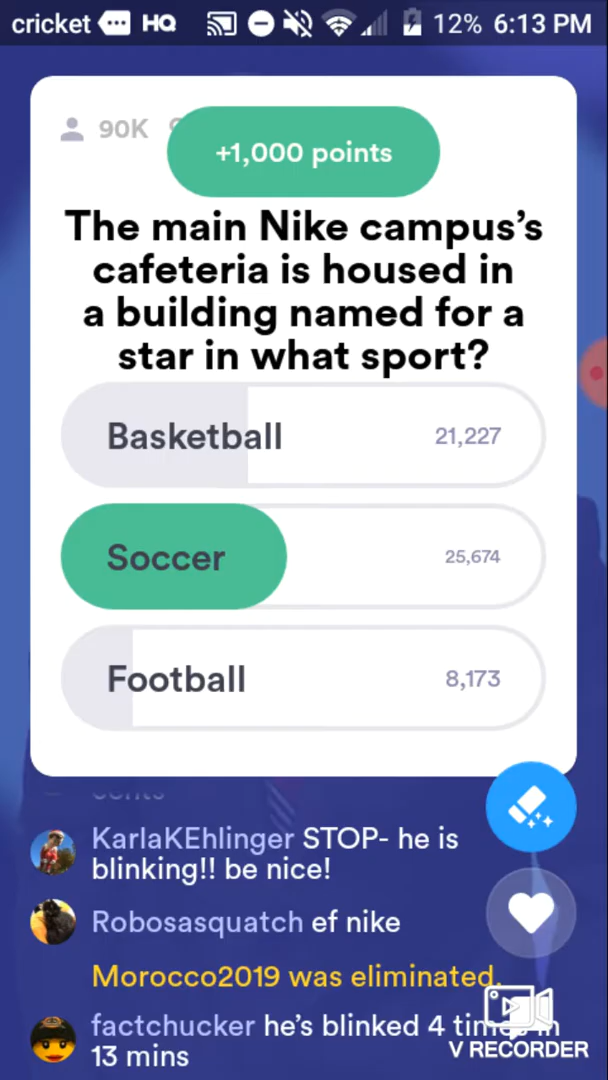 cricket HQ 12% 6:13 PM
90K
+1,000 points
The main Nike campus's
cafeteria is housed in
a building named for a
star in what sport?
Basketball 21,227
Soccer 25,674
Football 8,173
KarlaKEhlinger STOP- he is
blinking!! be nice!
Robosasquatch ef nike
Morocco2019 was eliminated.
factchucker he's blinked 4 times in
13 mins
V RECORDER